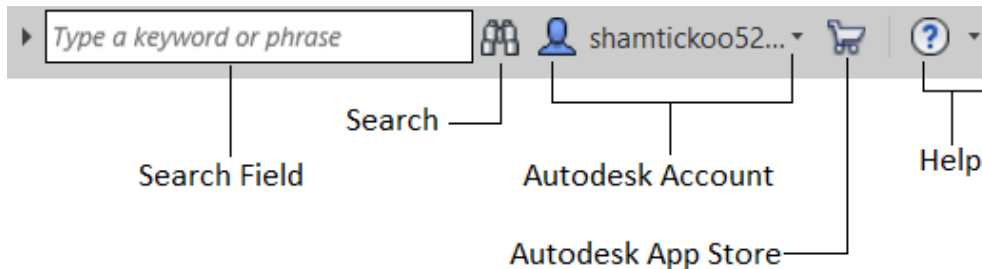 Type a keyword or phrase
shamtickoo52...
?
Search
Search Field
Autodesk Account
Help
Autodesk App Store